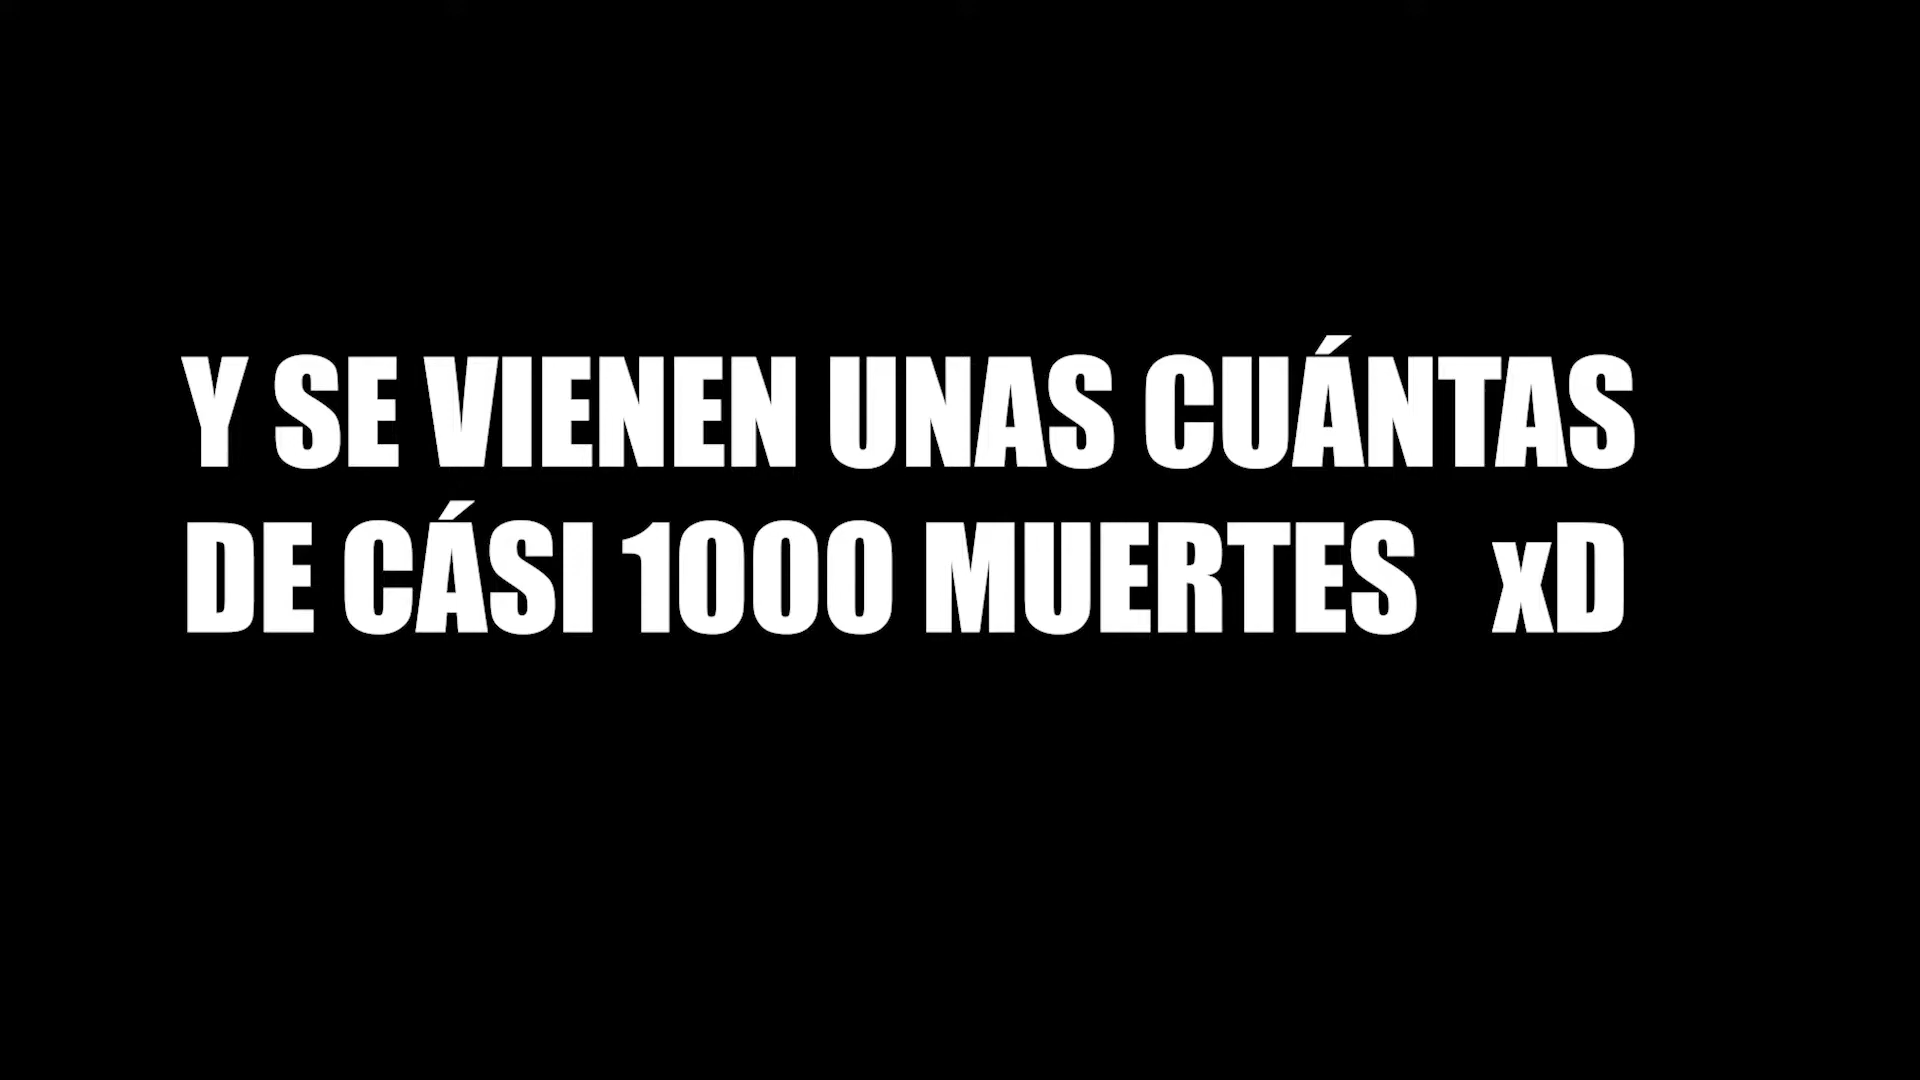 Y SE VIENEN UNAS CUÁNTAS
DE CÁSI 1000 MUERTES xD